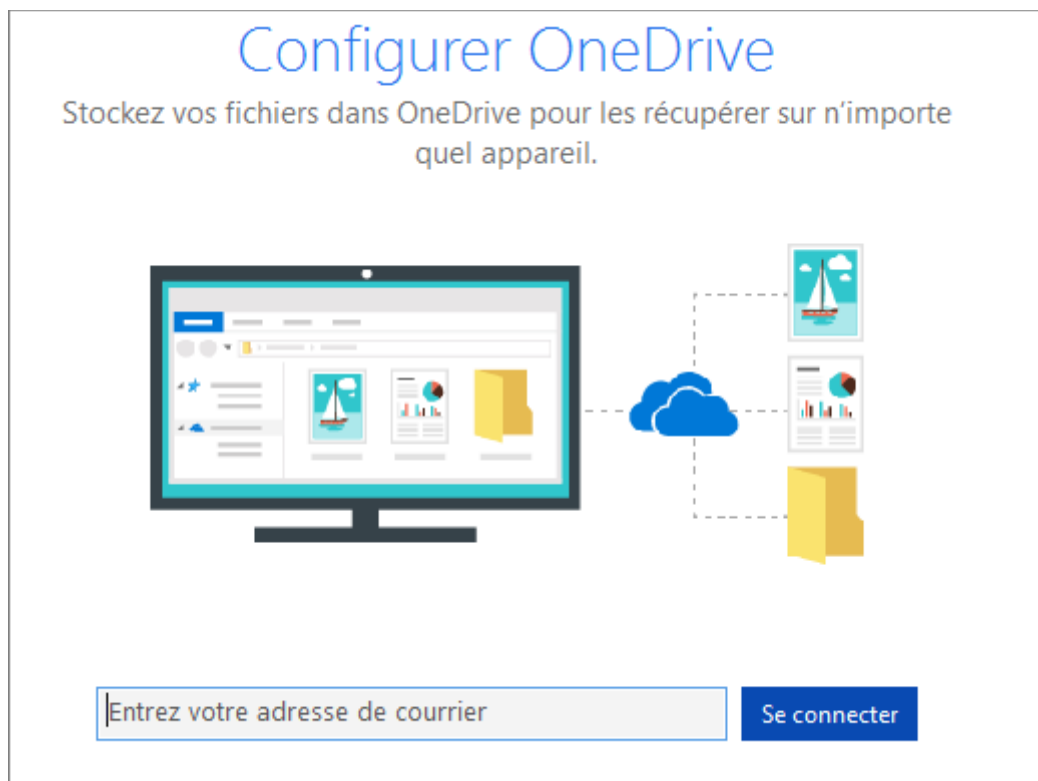 Configurer OneDrive
Stockez vos fichiers dans OneDrive pour les récupérer sur n’importe
quel appareil.
Entrez votre adresse de courrier
Se connecter